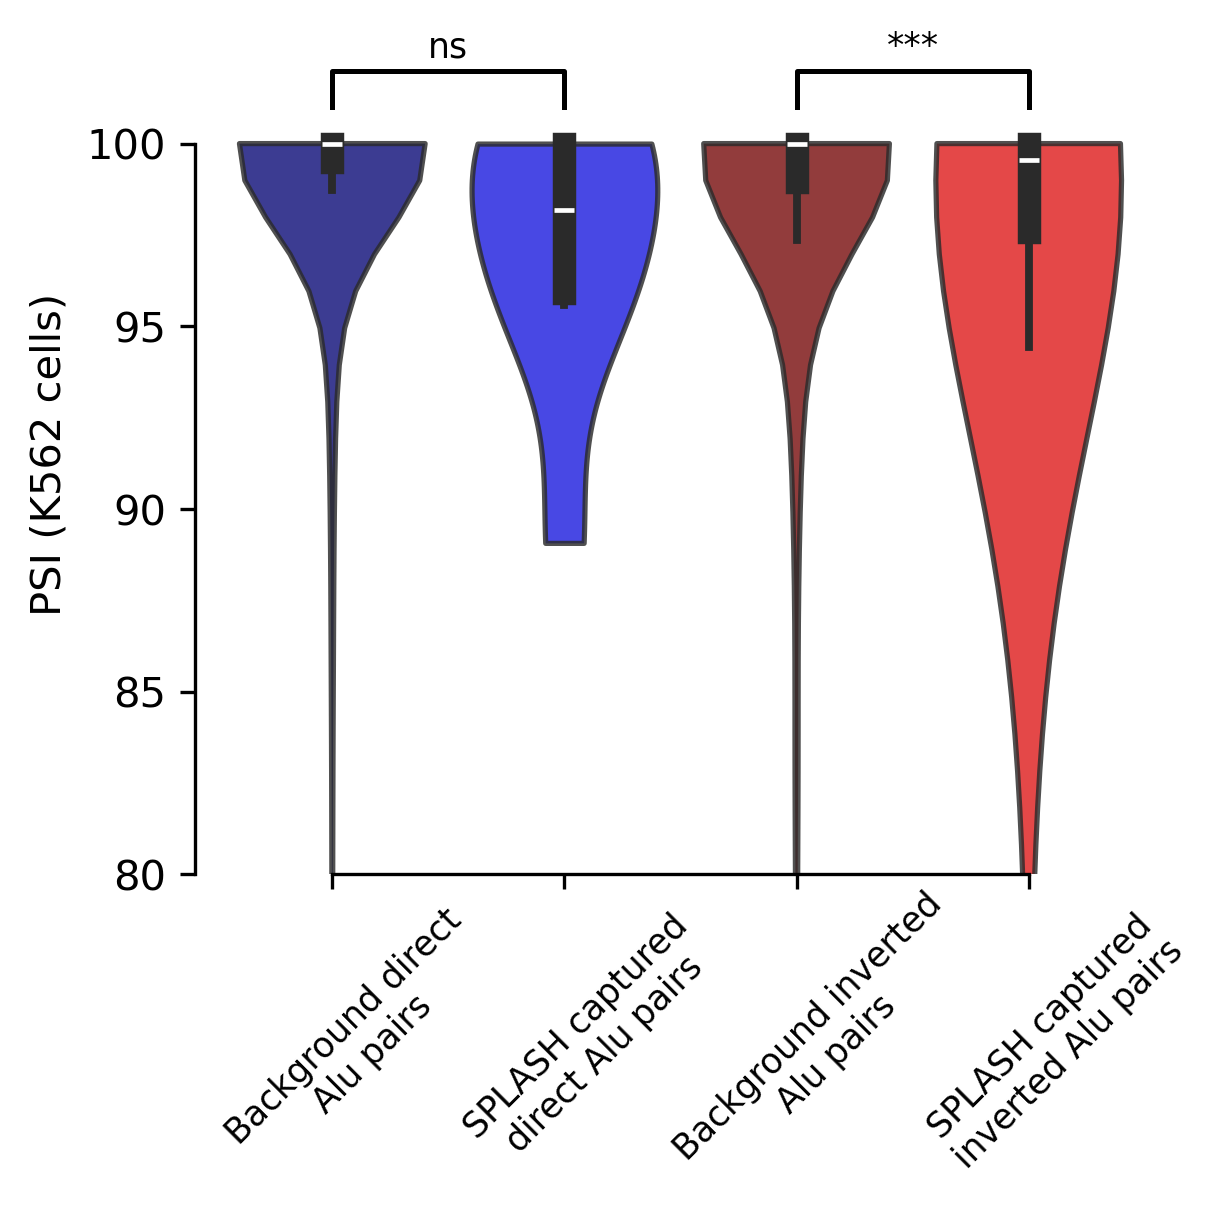 ns
***
100
95
90
85
80
PSI (K562 cells)
Background direct
Alu pairs
SPLASH captured
direct Alu pairs
Background inverted
Alu pairs
SPLASH captured
inverted Alu pairs